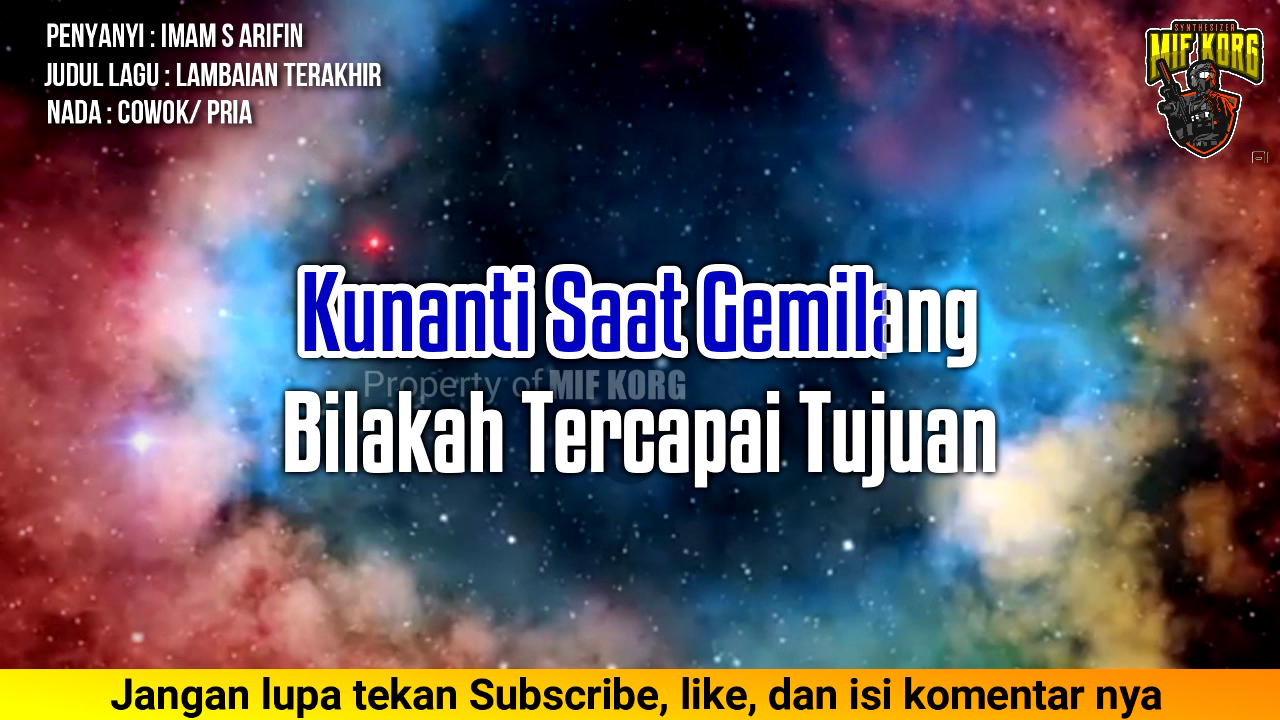 PENYANYI : IMAM S ARIFIN
JUDUL LAGU : LAMBAIAN TERAKHIR
NADA : COWOK/ PRIA
SYNTHESIZER
MIF KORG
Kunanti Saat Gemilang
Property of MIF KORG
Bilakah Tercapai Tujuan
Jangan lupa tekan Subscribe, like, dan isi komentar nya